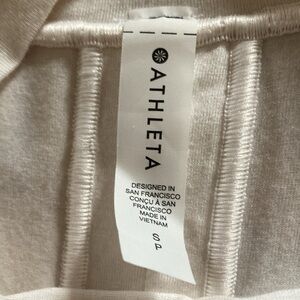 ATHLETA
DESIGNED IN
SAN FRANCISCO
CONÇU À SAN
FRANCISCO
MADE IN
VIETNAM
S P